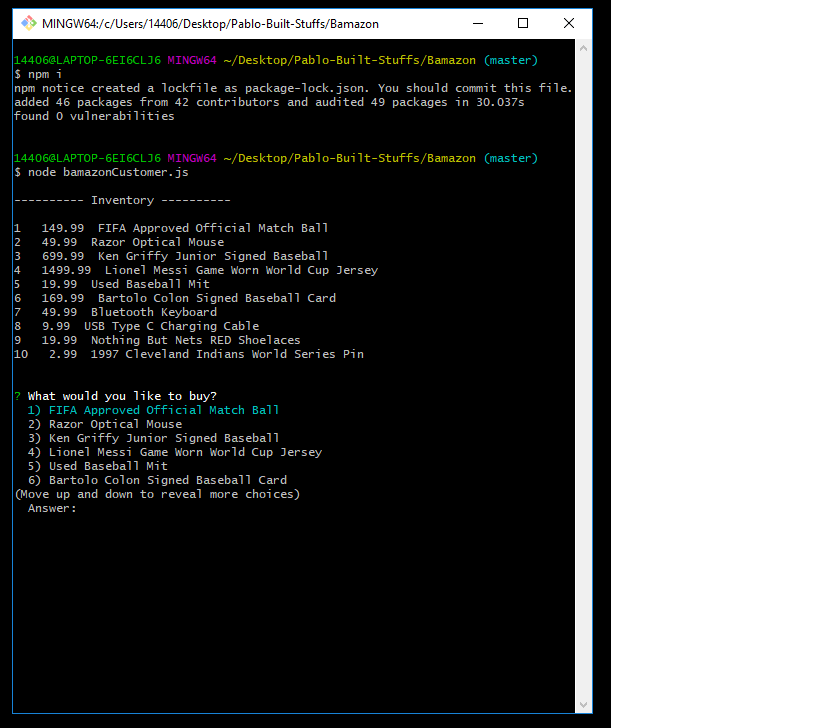 MINGW64:/c/Users/14406/Desktop/Pablo-Built-Stuffs/Bamazon
14406@LAPTOP-6EI6CLJ6 MINGW64 ~/Desktop/Pablo-Built-Stuffs/Bamazon (master)
$ npm i
npm notice created a lockfile as package-lock.json. You should commit this file.
added 46 packages from 42 contributors and audited 49 packages in 30.037s
found 0 vulnerabilities
14406@LAPTOP-6EI6CLJ6 MINGW64 ~/Desktop/Pablo-Built-Stuffs/Bamazon (master)
$ node bamazonCustomer.js
---------- Inventory ----------
1   149.99  FIFA Approved Official Match Ball
2   49.99  Razor Optical Mouse
3   699.99  Ken Griffy Junior Signed Baseball
4   1499.99  Lionel Messi Game Worn World Cup Jersey
5   19.99  Used Baseball Mit
6   169.99  Bartolo Colon Signed Baseball Card
7   49.99  Bluetooth Keyboard
8   9.99  USB Type C Charging Cable
9   19.99  Nothing But Nets RED Shoelaces
10   2.99  1997 Cleveland Indians World Series Pin
? What would you like to buy?
1) FIFA Approved Official Match Ball
2) Razor Optical Mouse
3) Ken Griffy Junior Signed Baseball
4) Lionel Messi Game Worn World Cup Jersey
5) Used Baseball Mit
6) Bartolo Colon Signed Baseball Card
(Move up and down to reveal more choices)
Answer: